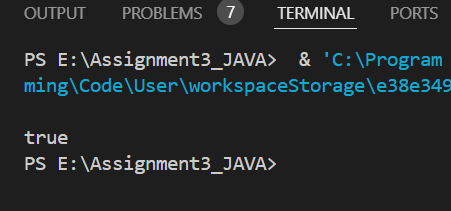 OUTPUT PROBLEMS 7 TERMINAL PORTS
PS E:\Assignment3_JAVA> & 'C:\Program
ming\Code\User\workspaceStorage\e38e349
true
PS E:\Assignment3_JAVA>